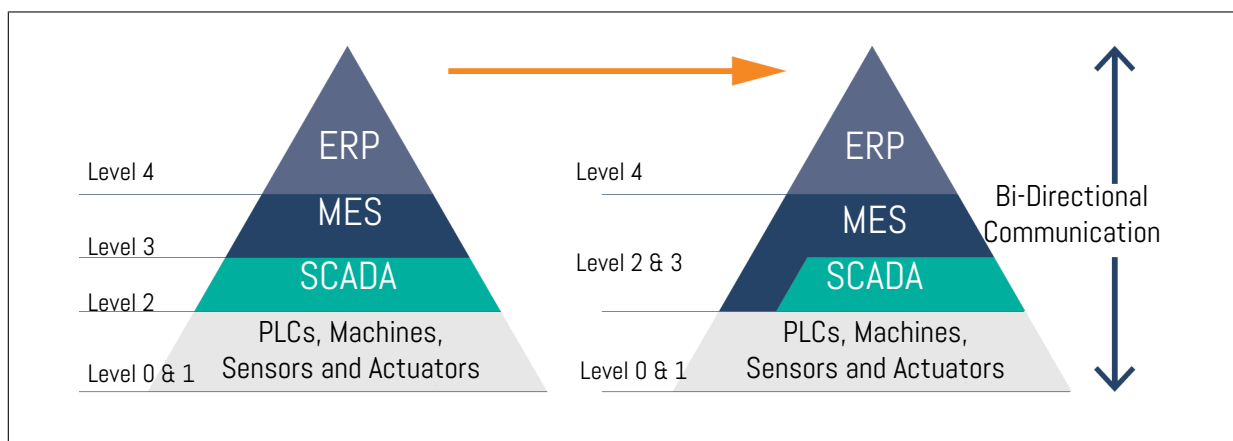 ERP
Level 4
MES
Level 3
SCADA
Level 2
PLCs, Machines,
Sensors and Actuators
Level 0 & 1
ERP
Level 4
MES
Level 2 & 3
SCADA
PLCs, Machines,
Sensors and Actuators
Level 0 & 1
Bi-Directional
Communication